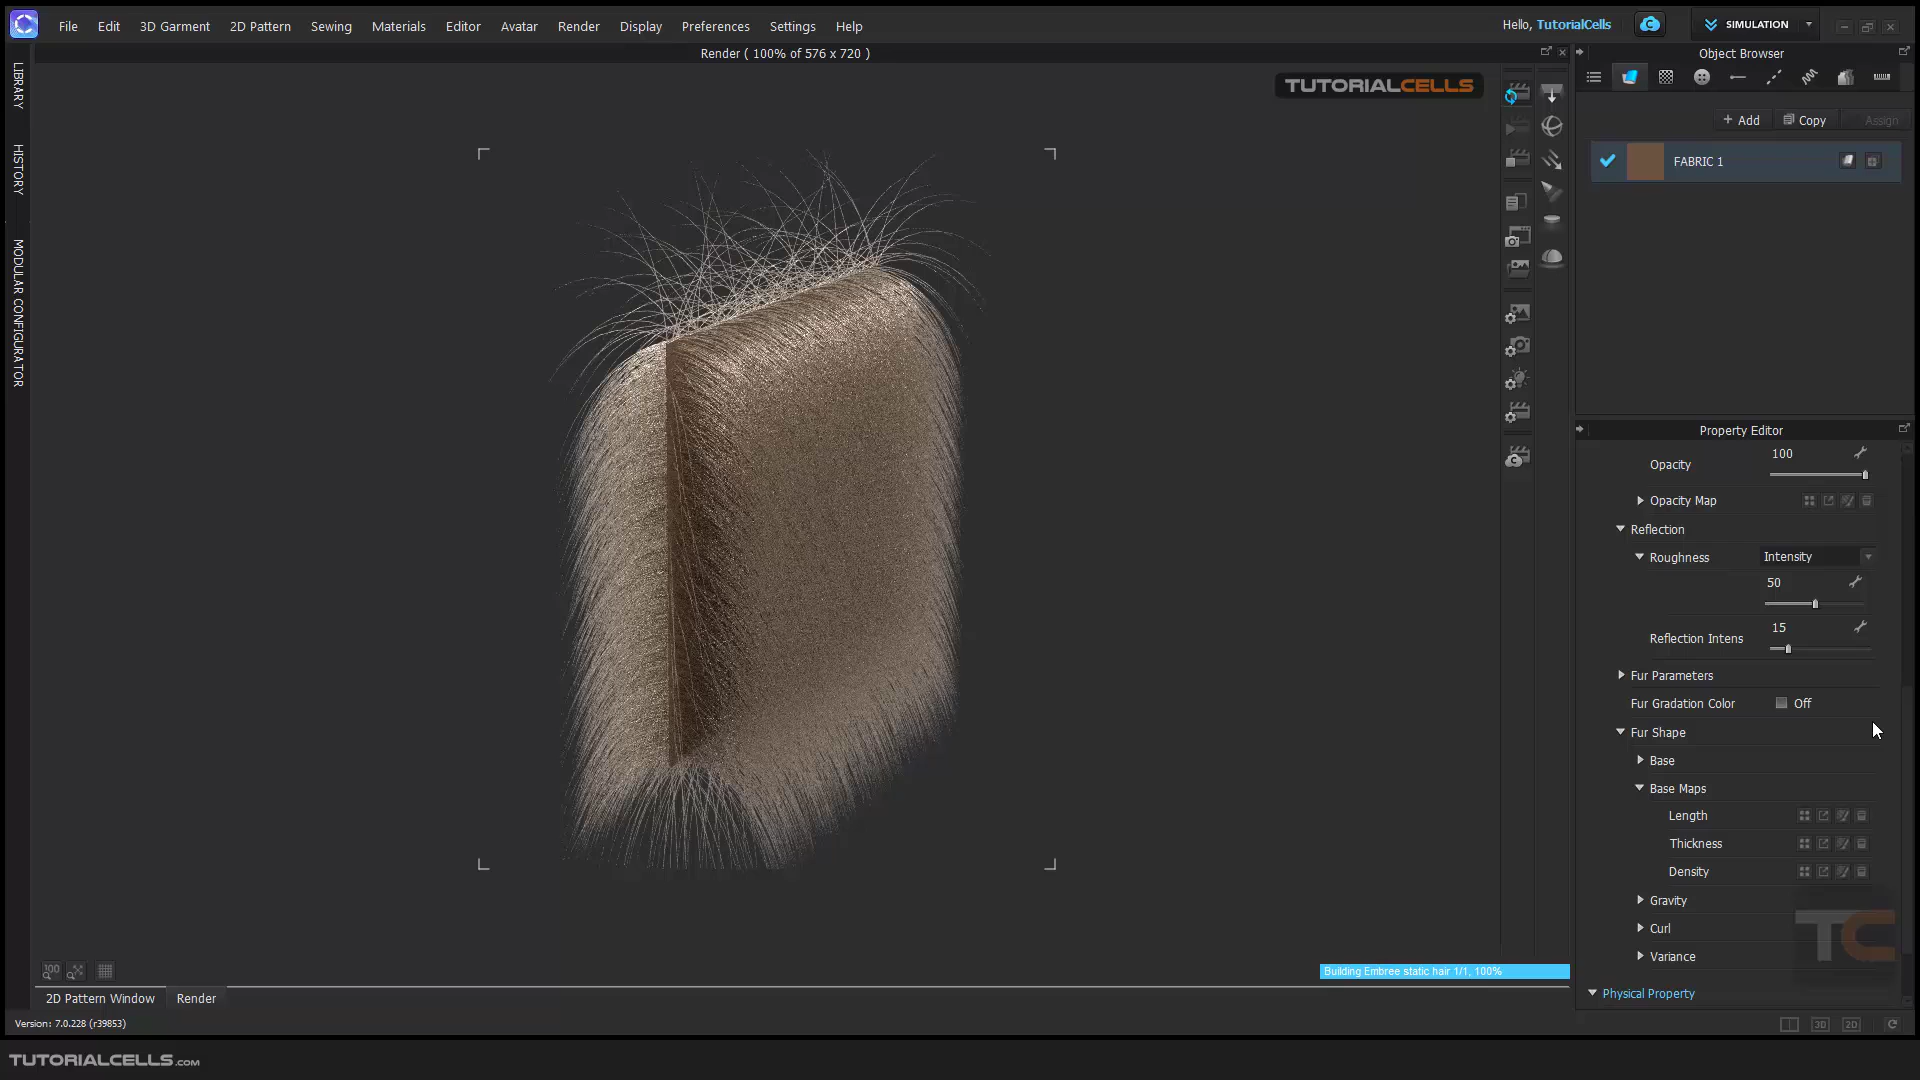 File Edit 3D Garment 2D Pattern Sewing Materials Editor Avatar Render Display Preferences Settings Help
Hello, TutorialCells
SIMULATION
Render ( 100% of 576 x 720 )
Object Browser
LIBRARY
HISTORY
MODULAR CONFIGURATOR
TUTORIALCELLS
+ Add
Copy
Assign
FABRIC 1
Property Editor
Opacity
100
Opacity Map
Reflection
Roughness
Intensity
50
Reflection Intens
15
Fur Parameters
Fur Gradation Color
Off
Fur Shape
Base
Base Maps
Length
Thickness
Density
Gravity
TC
Curl
Variance
Physical Property
100
Building Embree static hair 1/1, 100%
2D Pattern Window
Render
Version: 7.0.228 (r39853)
3D
2D
TUTORIALCELLS.COM